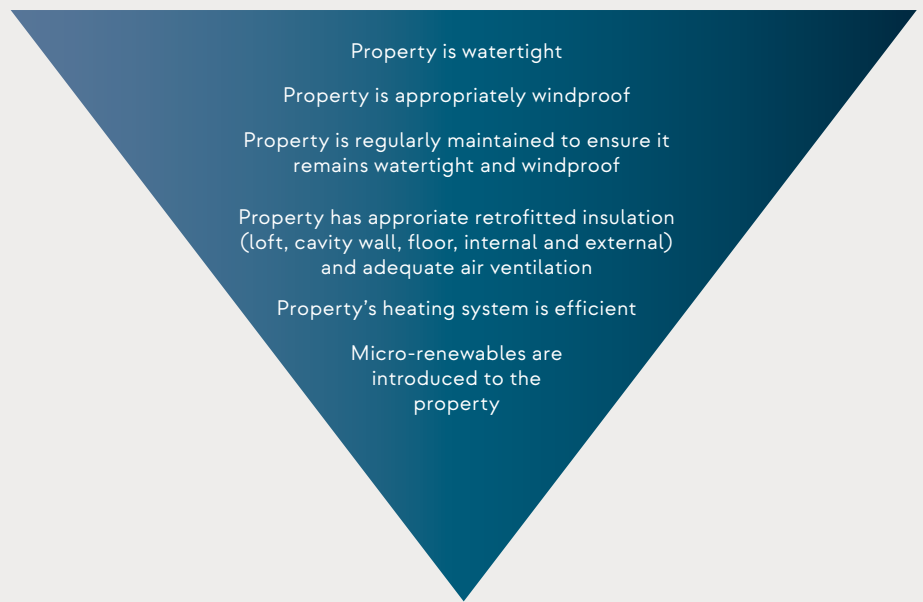 Property is watertight
Property is appropriately windproof
Property is regularly maintained to ensure it
remains watertight and windproof
Property has approriate retrofitted insulation
(loft, cavity wall, floor, internal and external)
and adequate air ventilation
Property’s heating system is efficient
Micro-renewables are
introduced to the
property